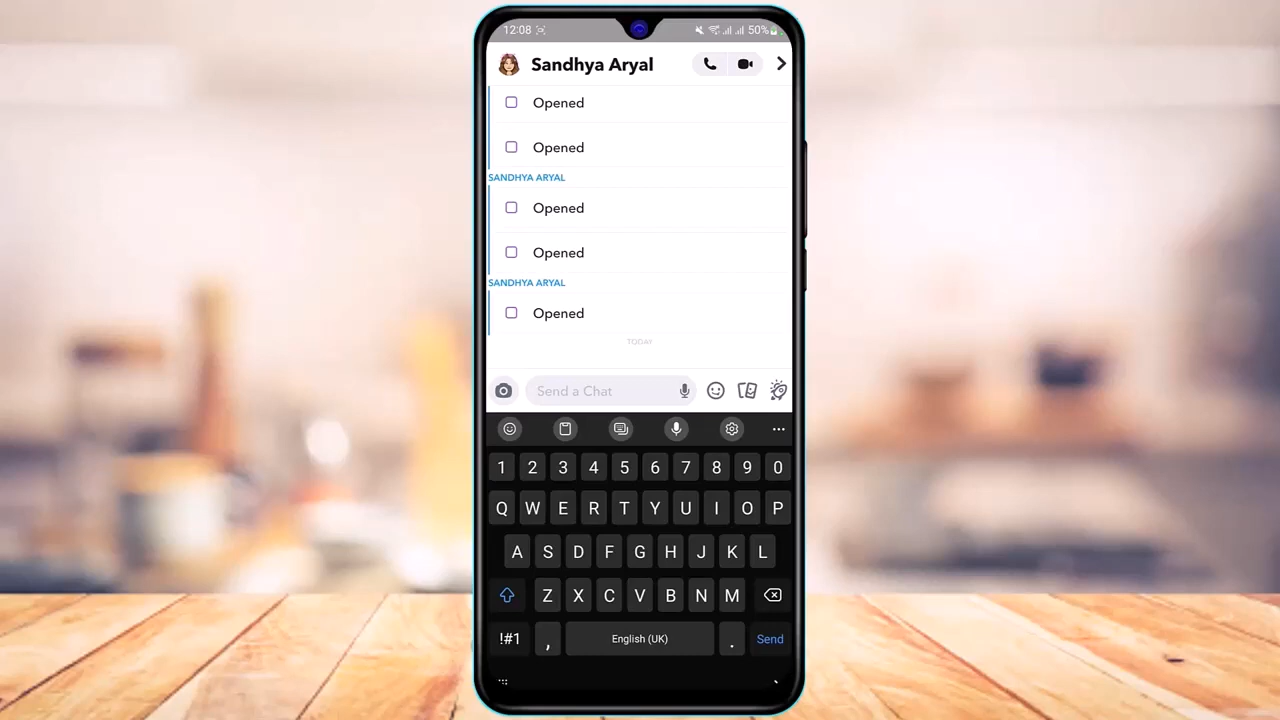 12:08 50%
Sandhya Aryal
Opened
Opened
SANDHYA ARYAL
Opened
Opened
SANDHYA ARYAL
Opened
TODAY
Send a Chat
1 2 3 4 5 6 7 8 9 0
Q W E R T Y U I O P
A S D F G H J K L
Z X C V B N M
!#1 , English (UK) . Send